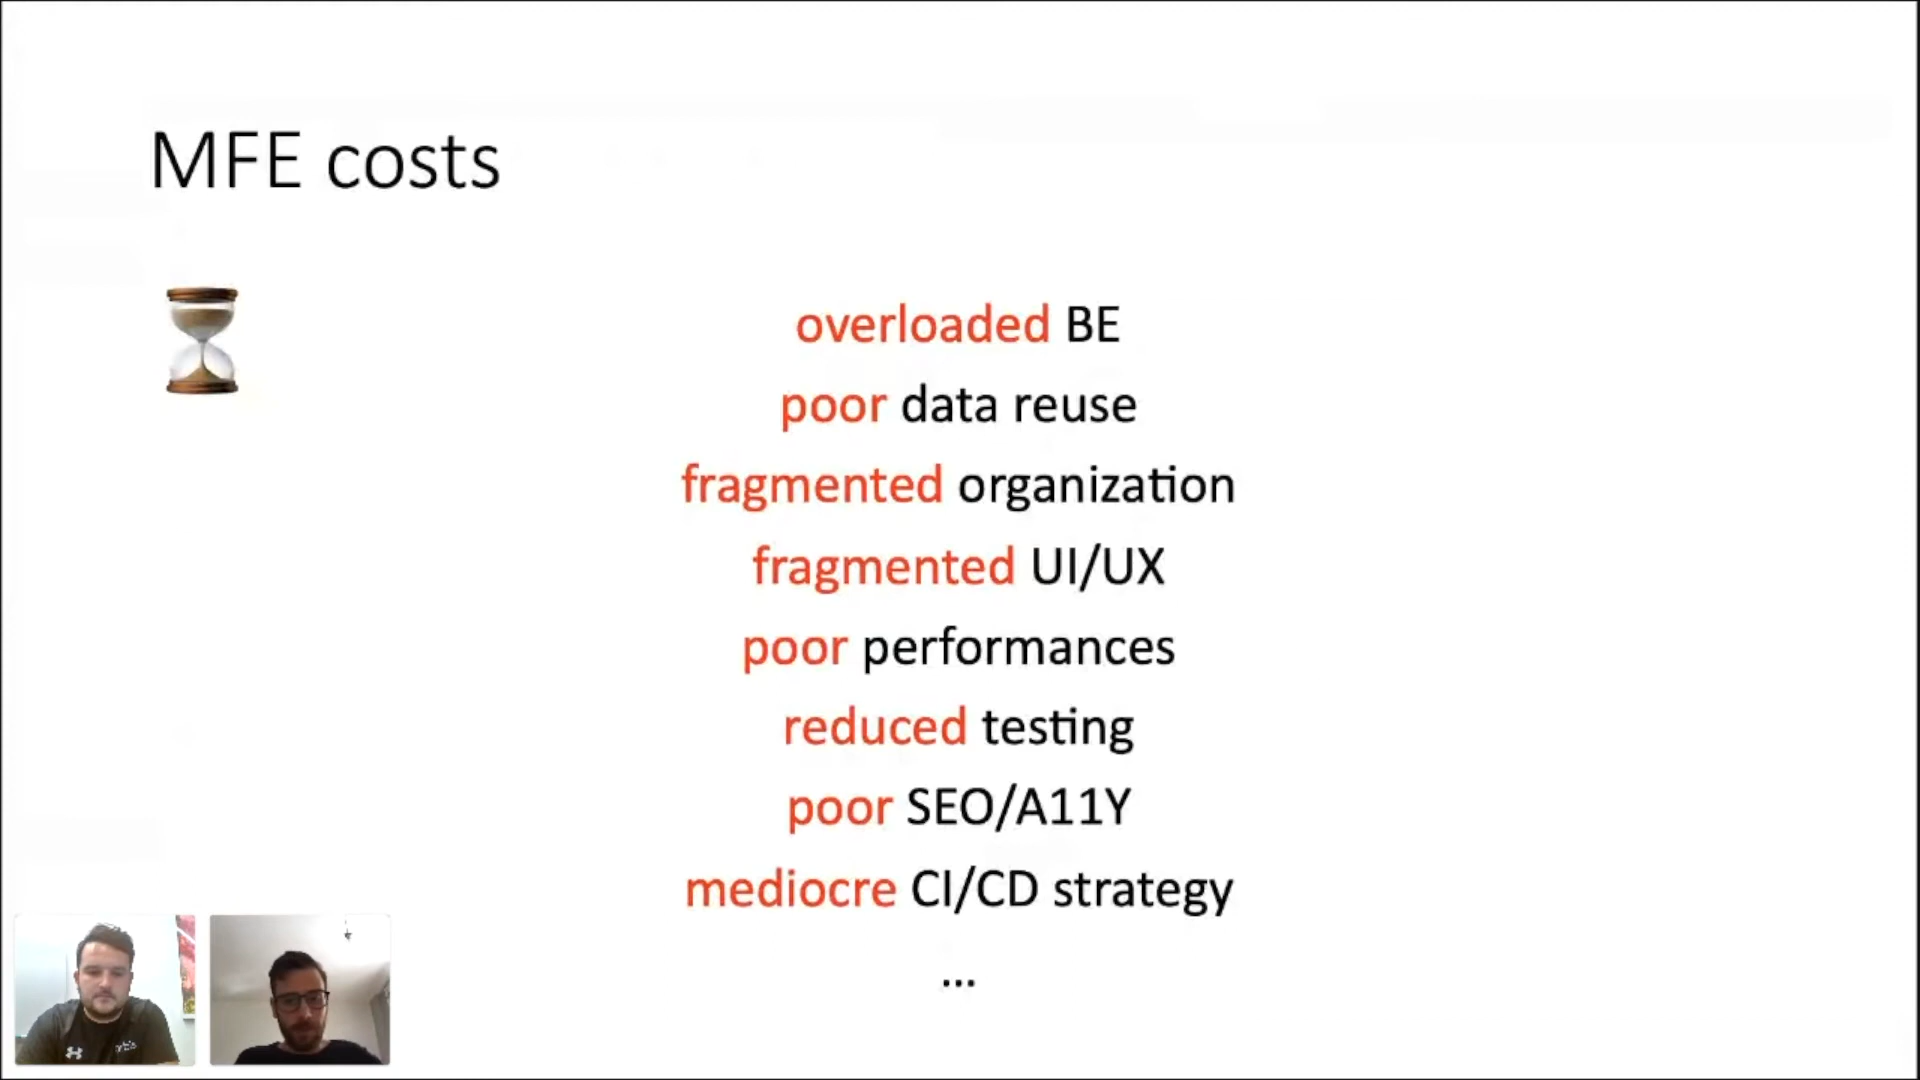 MFE costs
overloaded BE
poor data reuse
fragmented organization
fragmented UI/UX
poor performances
reduced testing
poor SEO/A11Y
mediocre CI/CD strategy
...